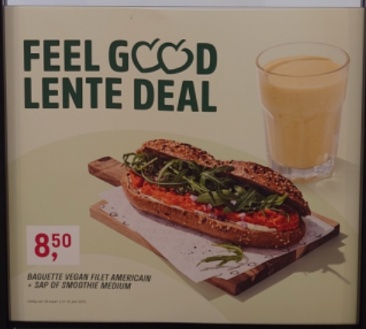 FEEL GOOD
LENTE DEAL
8,50
BAGUETTE VEGAN FILET AMERICAIN
+ SAP OF SMOOTHIE MEDIUM